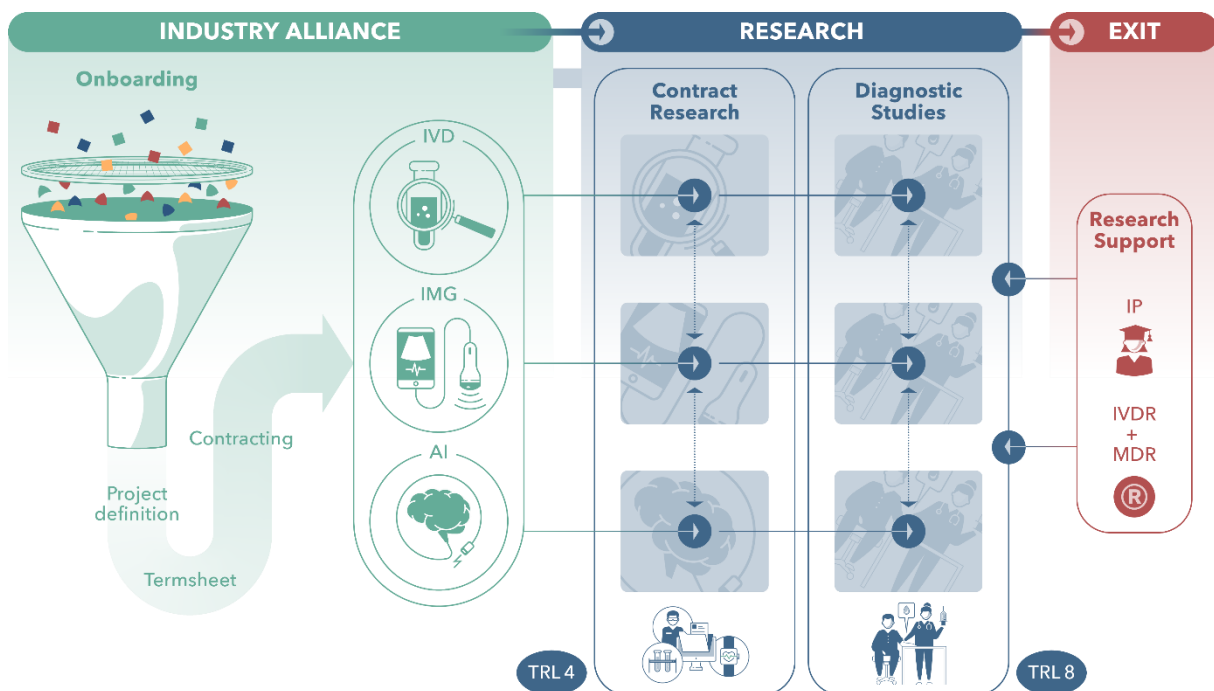 INDUSTRY ALLIANCE
RESEARCH
EXIT
Onboarding
Project
definition
Termsheet
Contracting
IVD
IMG
AI
Contract
Research
Diagnostic
Studies
Research
Support
IP
IVDR
+
MDR
®
TRL 4
TRL 8